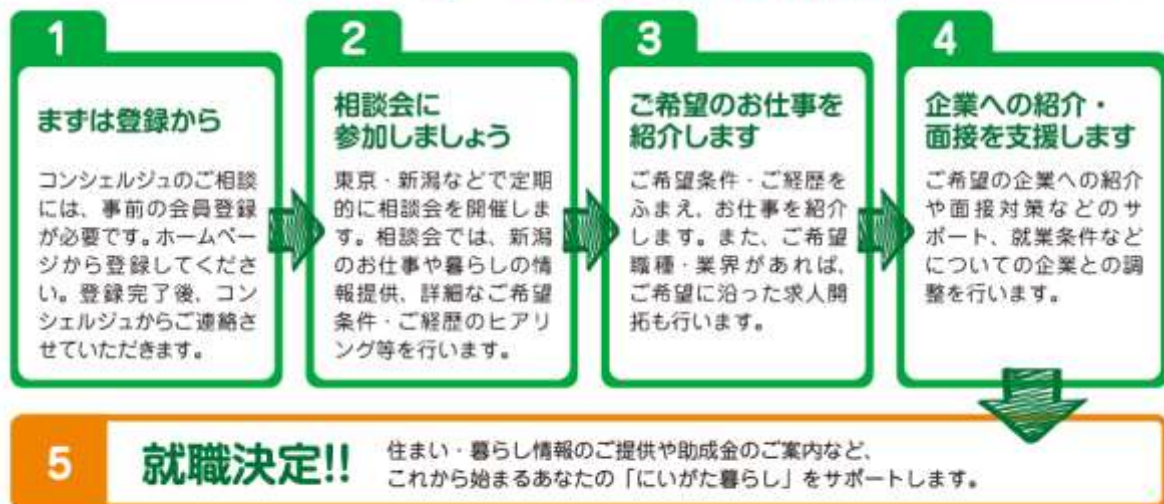 1
まずは登録から
コンシェルジュのご相談
には、事前の会員登録
が必要です。ホームペー
ジから登録してくださ
い。登録完了後、コン
シェルジュからご連絡さ
せていただきます。
2
相談会に
参加しましょう
東京・新潟などで定期
的に相談会を開催しま
す。相談会では、新潟
のお仕事や暮らしの情
報提供、詳細なご希望
条件・ご経歴のヒアリ
ング等を行います。
3
ご希望のお仕事を
紹介します
ご希望条件・ご経歴を
ふまえ、お仕事を紹介
します。また、ご希望
職種・業界があれば、
ご希望に沿った求人開
拓も行います。
4
企業への紹介・
面接を支援します
ご希望の企業への紹介
や面接対策などのサ
ポート、就業条件など
についての企業との調
整を行います。
5
就職決定!!
住まい・暮らし情報のご提供や助成金のご案内など、
これから始まるあなたの「にいがた暮らし」をサポートします。